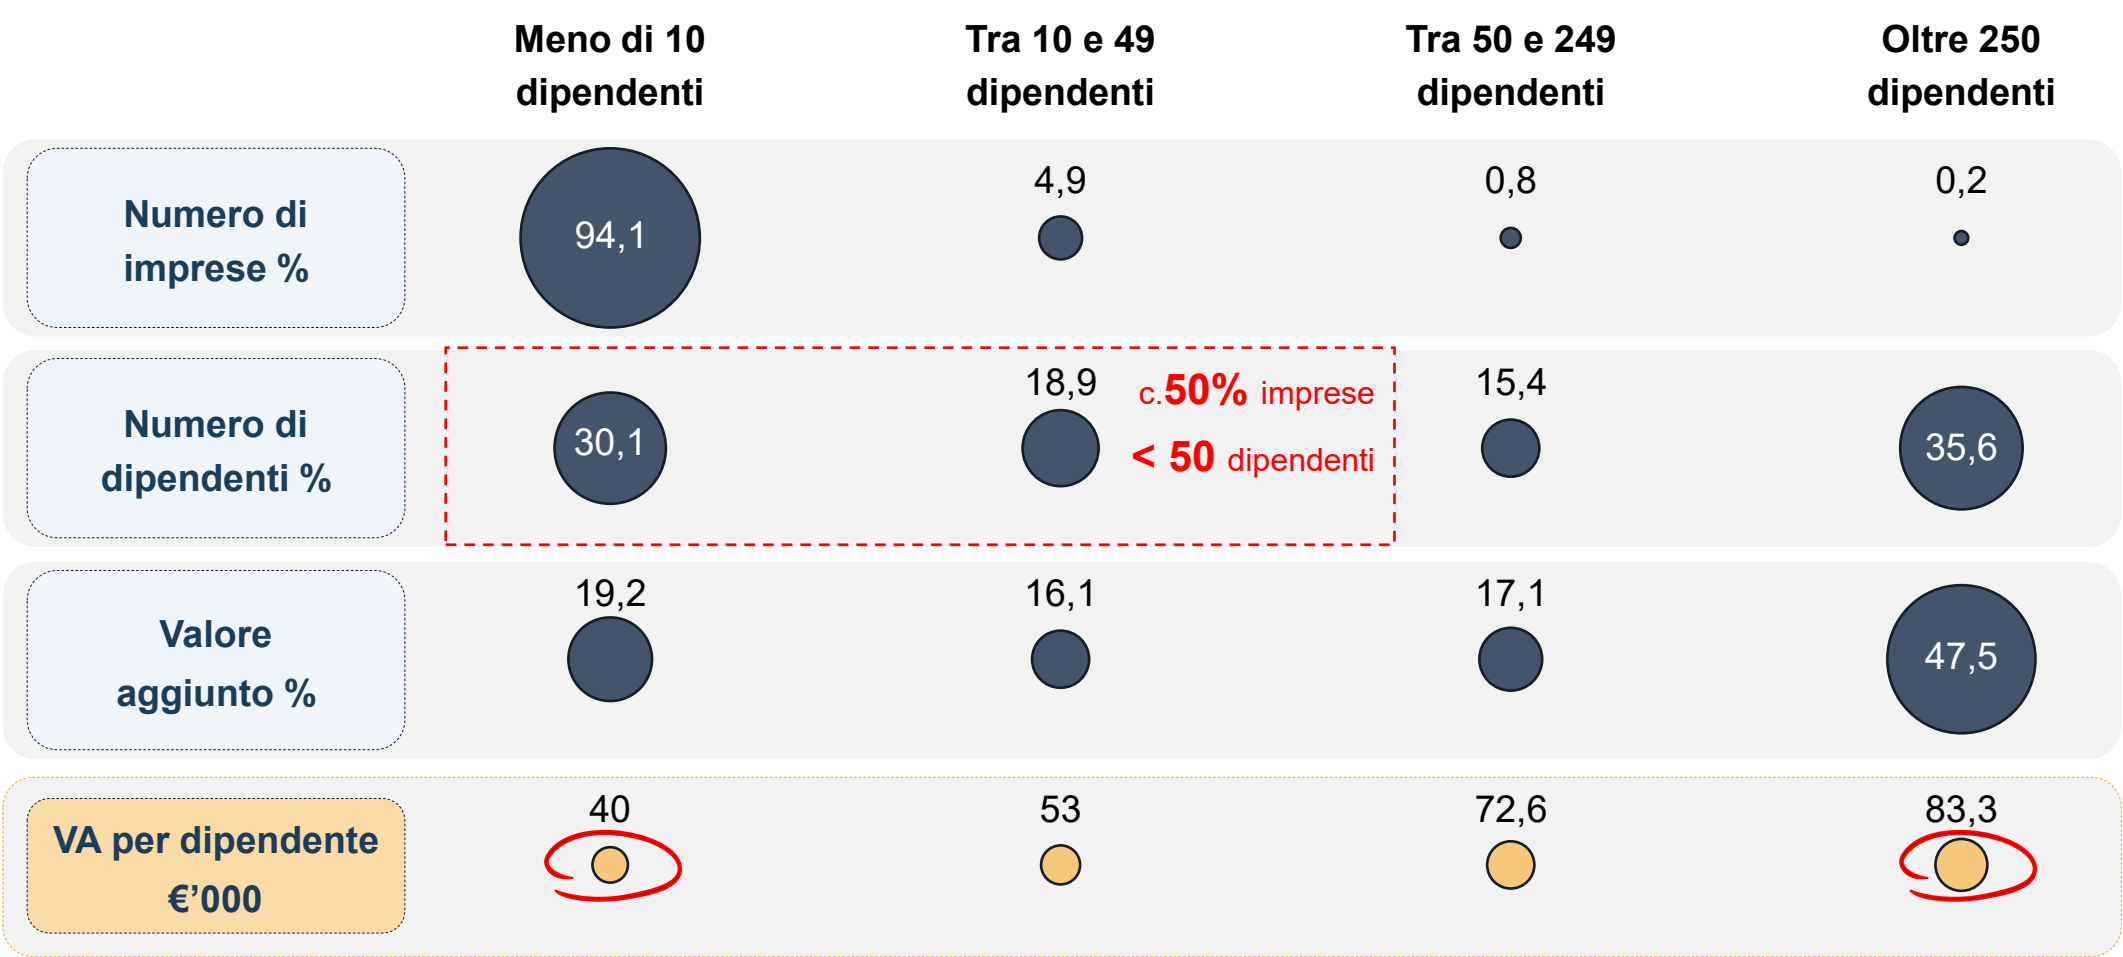 Meno di 10
dipendenti
Tra 10 e 49
dipendenti
Tra 50 e 249
dipendenti
Oltre 250
dipendenti
Numero di
imprese %
94,1
4,9
0,8
0,2
Numero di
dipendenti %
30,1
18,9
c.50% imprese
< 50 dipendenti
15,4
35,6
Valore
aggiunto %
19,2
16,1
17,1
47,5
VA per dipendente
€’000
40
53
72,6
83,3